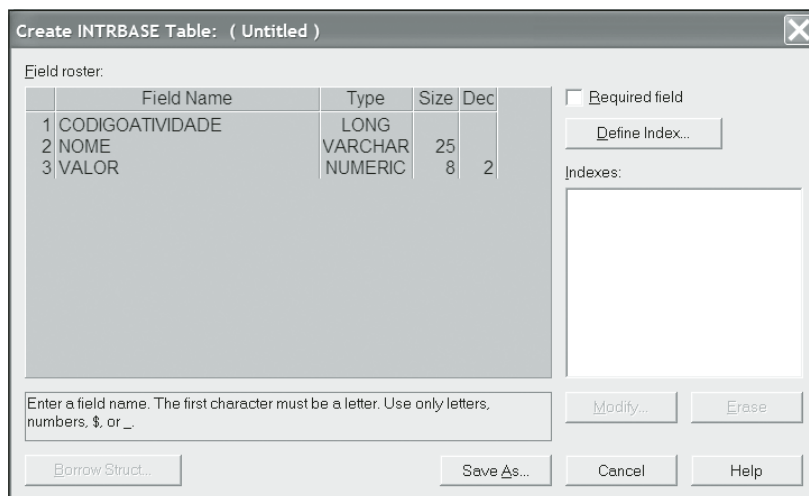 Create INTRBASE Table: ( Untitled )
Field roster:
Field Name Type Size Dec
1 CODIGOATIVIDADE LONG
2 NOME VARCHAR 25
3 VALOR NUMERIC 8 2
Required field
Define Index...
Indexes:
Enter a field name. The first character must be a letter. Use only letters,
numbers, $, or _.
Modify...
Erase
Borrow Struct...
Save As...
Cancel
Help